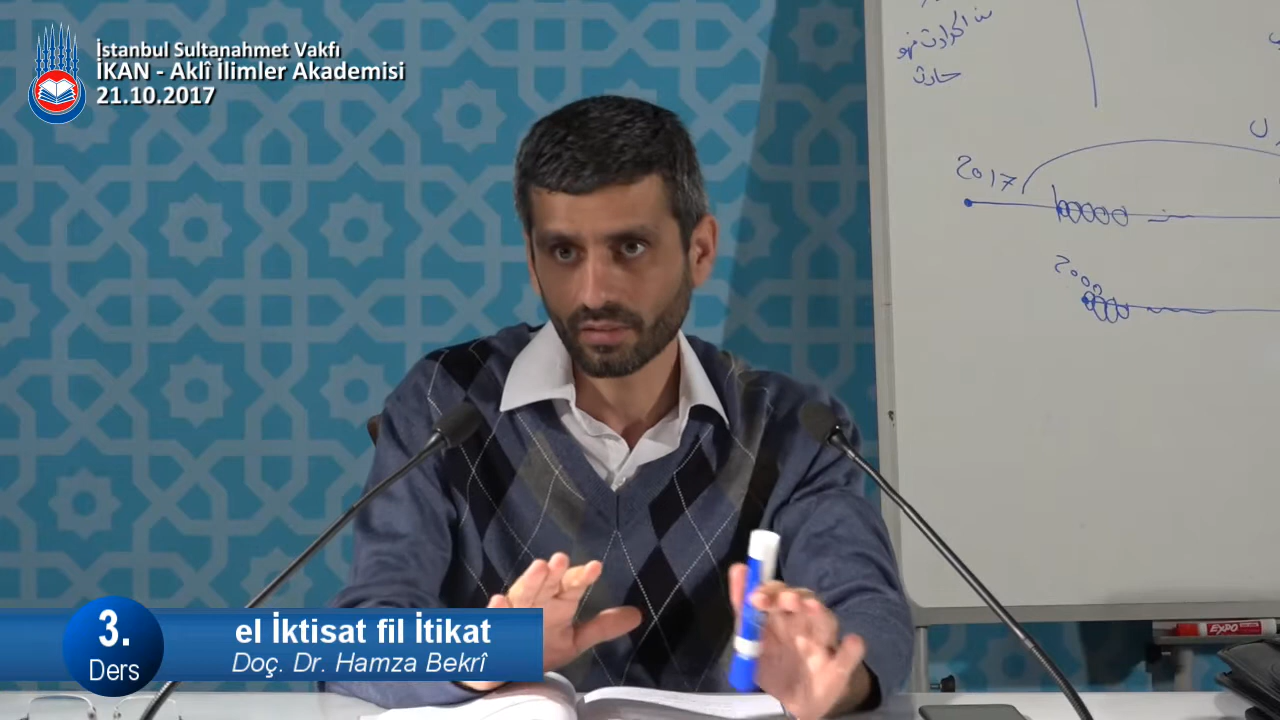 İstanbul Sultanahmet Vakfı
İKAN - Aklî İlimler Akademisi
21.10.2017
2017
2000
3.
Ders
el İktisat fil İtikat
Doç. Dr. Hamza Bekrî
EXPO